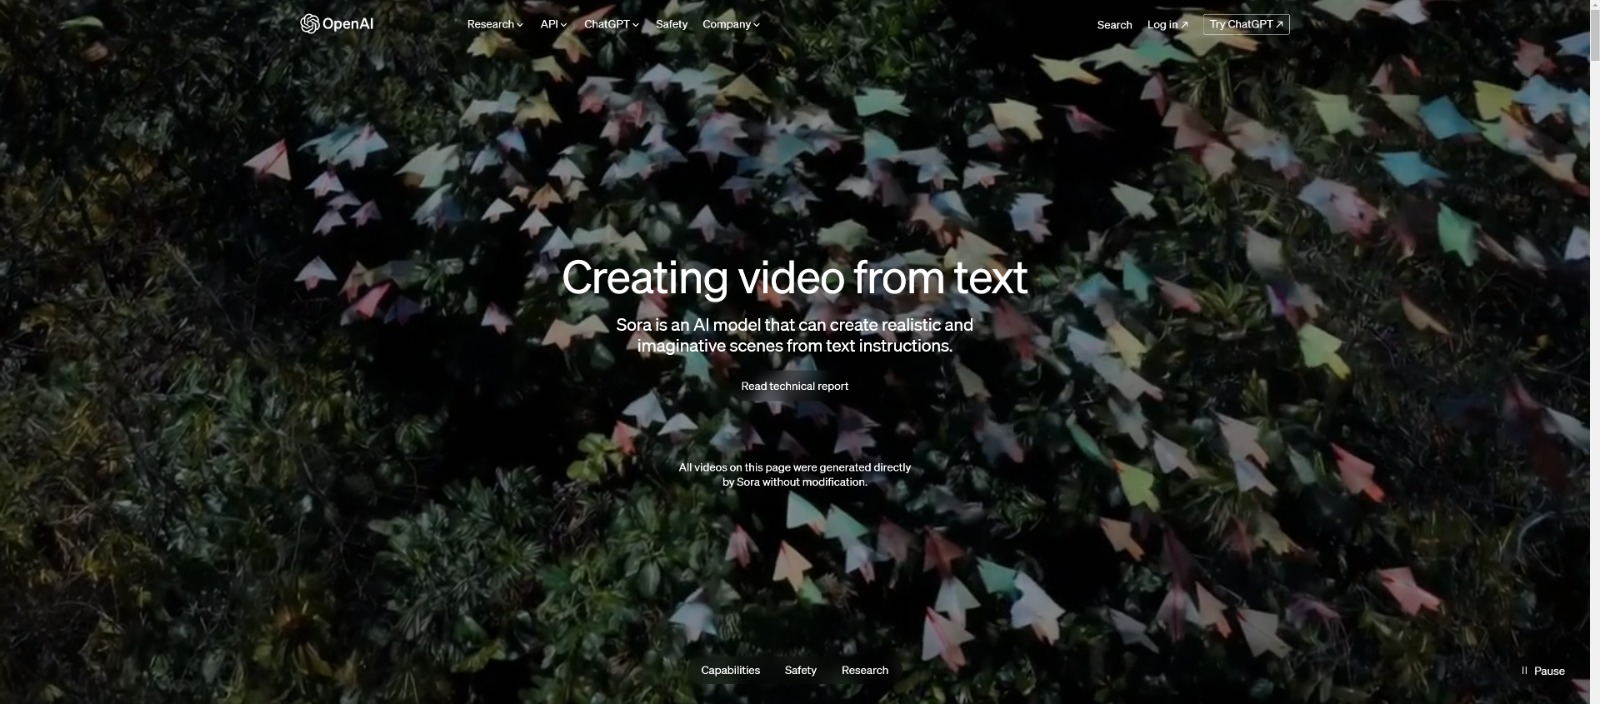 OpenAI
Research
API
ChatGPT
Safety
Company
Search
Log in ↗
Try ChatGPT ↗
Creating video from text
Sora is an AI model that can create realistic and
imaginative scenes from text instructions.
Read technical report
All videos on this page were generated directly
by Sora without modification.
Capabilities
Safety
Research
Pause